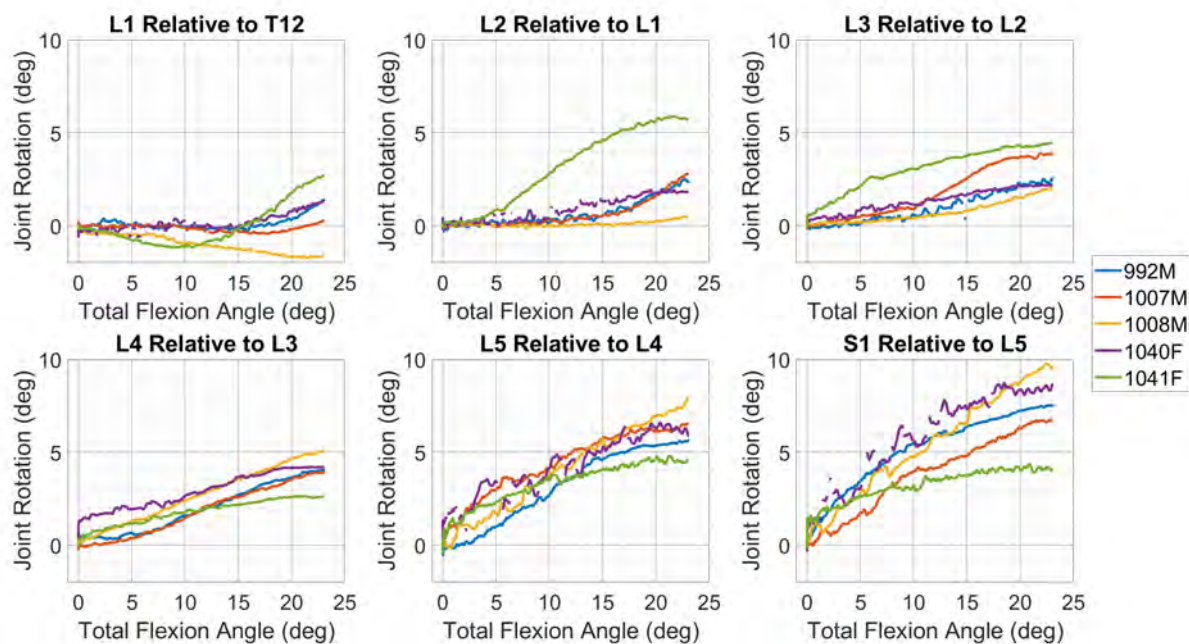 L1 Relative to T12
L2 Relative to L1
L3 Relative to L2
Joint Rotation (deg)
10
5
0
0 5 10 15 20 25
Total Flexion Angle (deg)
Joint Rotation (deg)
10
5
0
0 5 10 15 20 25
Total Flexion Angle (deg)
Joint Rotation (deg)
10
5
0
0 5 10 15 20 25
Total Flexion Angle (deg)
992M
1007M
1008M
1040F
1041F
L4 Relative to L3
L5 Relative to L4
S1 Relative to L5
Joint Rotation (deg)
10
5
0
0 5 10 15 20 25
Total Flexion Angle (deg)
Joint Rotation (deg)
10
5
0
0 5 10 15 20 25
Total Flexion Angle (deg)
Joint Rotation (deg)
10
5
0
0 5 10 15 20 25
Total Flexion Angle (deg)